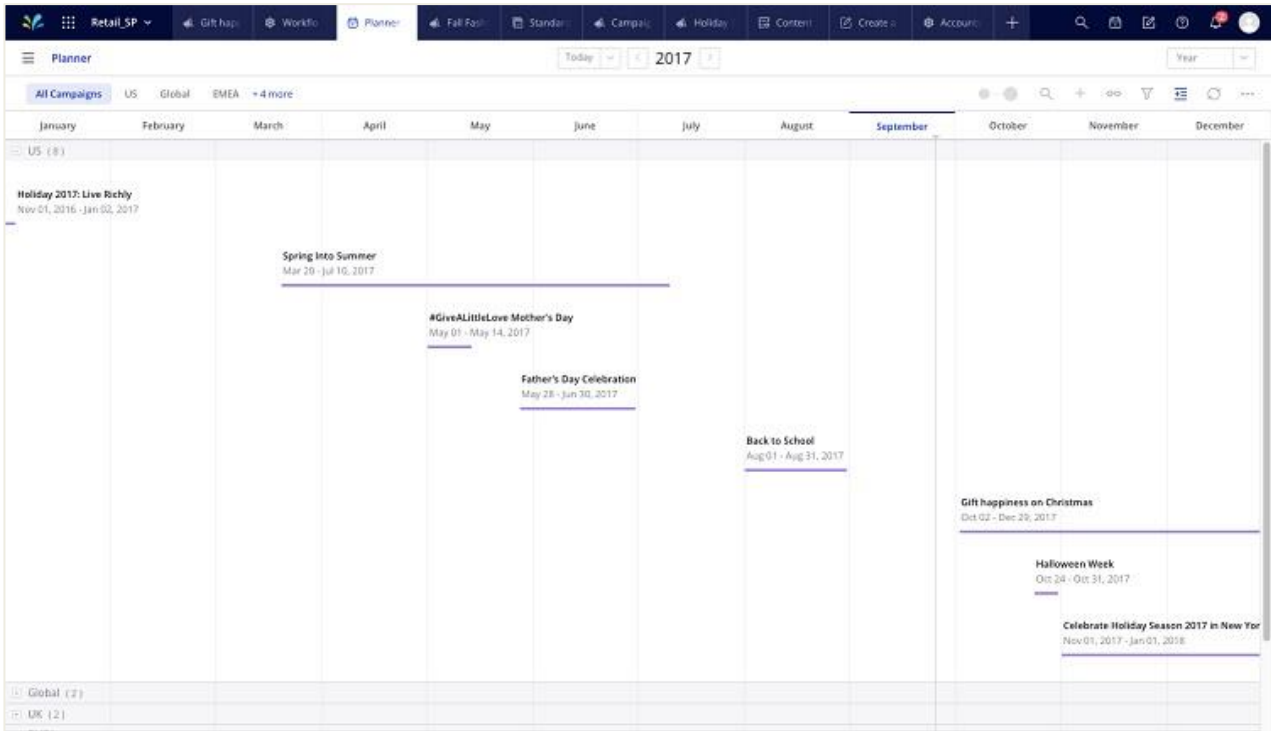 Retail_SP
Gift hap
Workflo
Planner
Fall Fash
Standar
Campaig
Holiday
Content
Create a
Account
Planner
Today
2017
Year
All Campaigns US Global EMEA + 4 more
January February March April May June July August September October November December
US (8)
Holiday 2017: Live Richly
Nov 01, 2016 - Jan 02, 2017
Spring Into Summer
Mar 20 - Jul 10, 2017
#GiveALittleLove Mother's Day
May 01 - May 14, 2017
Father's Day Celebration
May 28 - Jun 30, 2017
Back to School
Aug 01 - Aug 31, 2017
Gift happiness on Christmas
Oct 02 - Dec 29, 2017
Halloween Week
Oct 24 - Oct 31, 2017
Celebrate Holiday Season 2017 in New Yor
Nov 01, 2017 - Jan 01, 2018
Global (2)
UK (2)